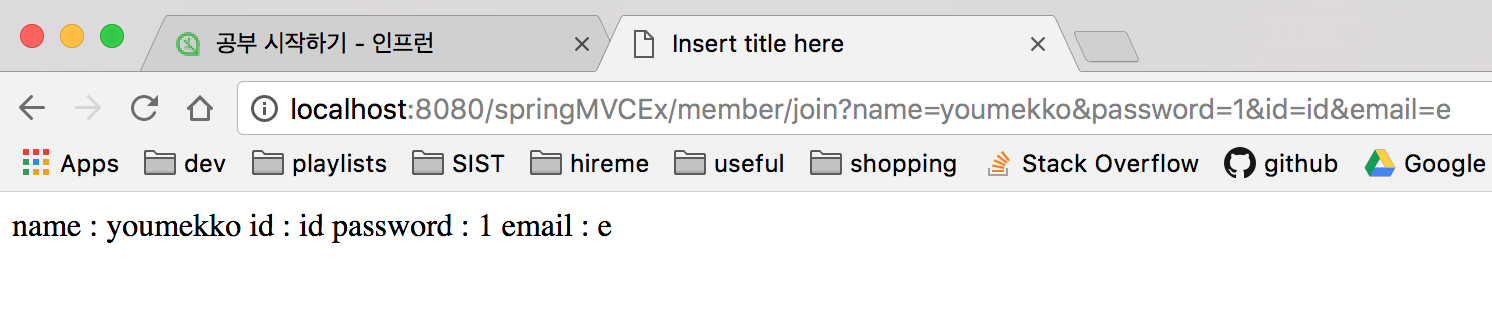 공부 시작하기 - 인프런 Insert title here
localhost:8080/springMVCEx/member/join?name=youmekko&password=1&id=id&email=e
Apps dev playlists SIST hireme useful shopping Stack Overflow github Google
name : youmekko id : id password : 1 email : e